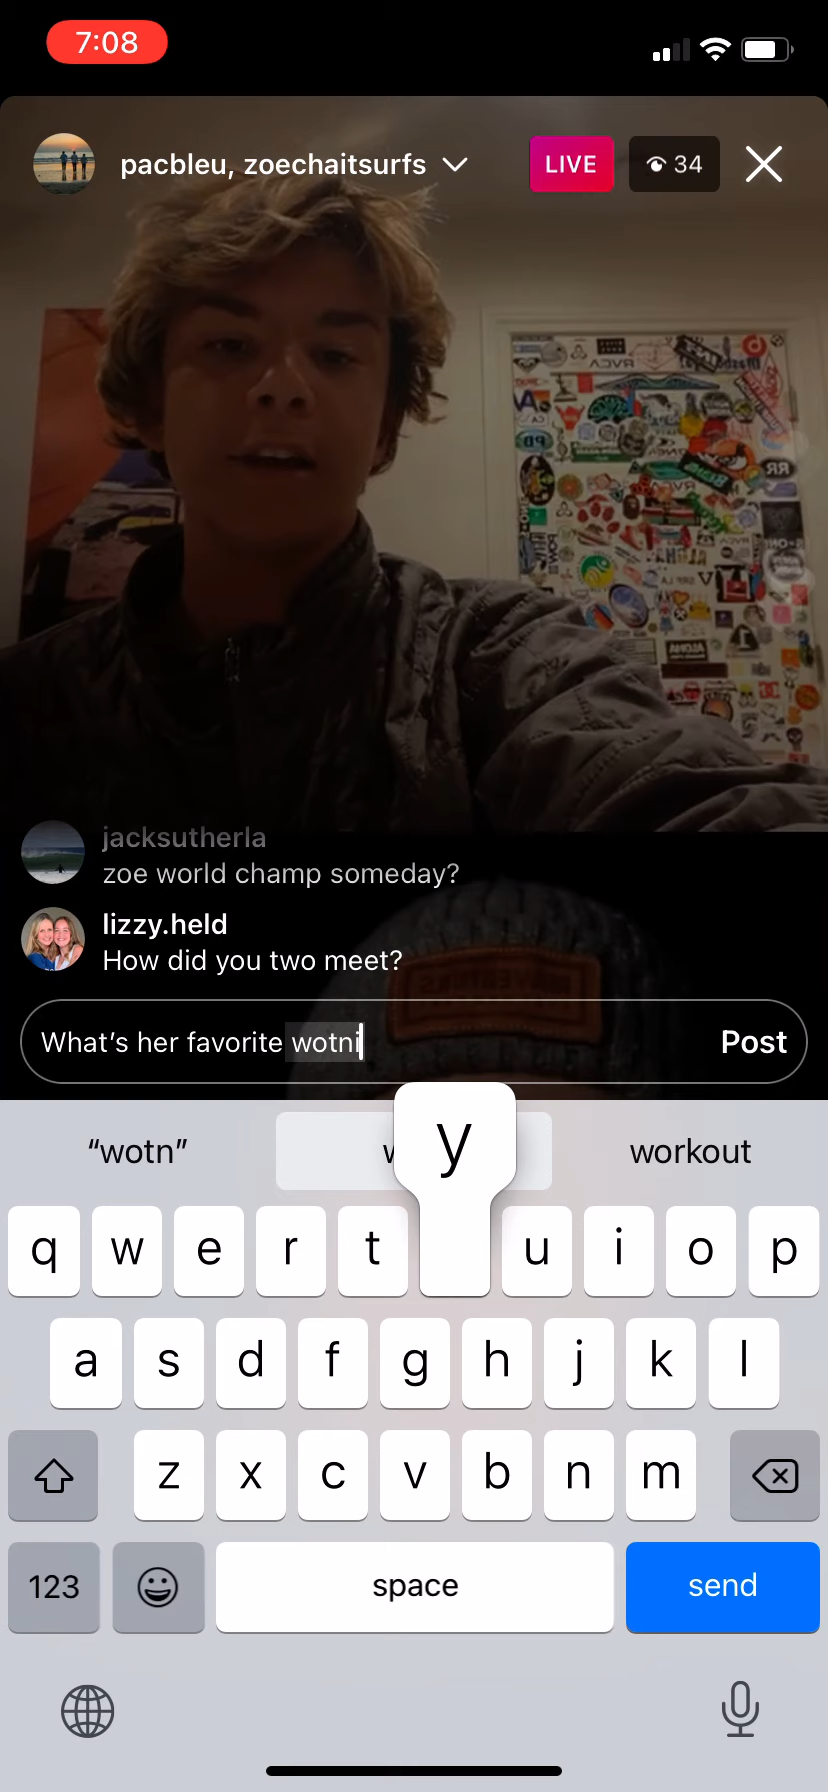 7:08
pacbleu, zoechaitsurfs
LIVE
34
jacksutherla
zoe world champ someday?
lizzy.held
How did you two meet?
What's her favorite wotni
Post
“wotn”
w
workout
y
q w e r t u i o p
a s d f g h j k l
z x c v b n m
123
space
send